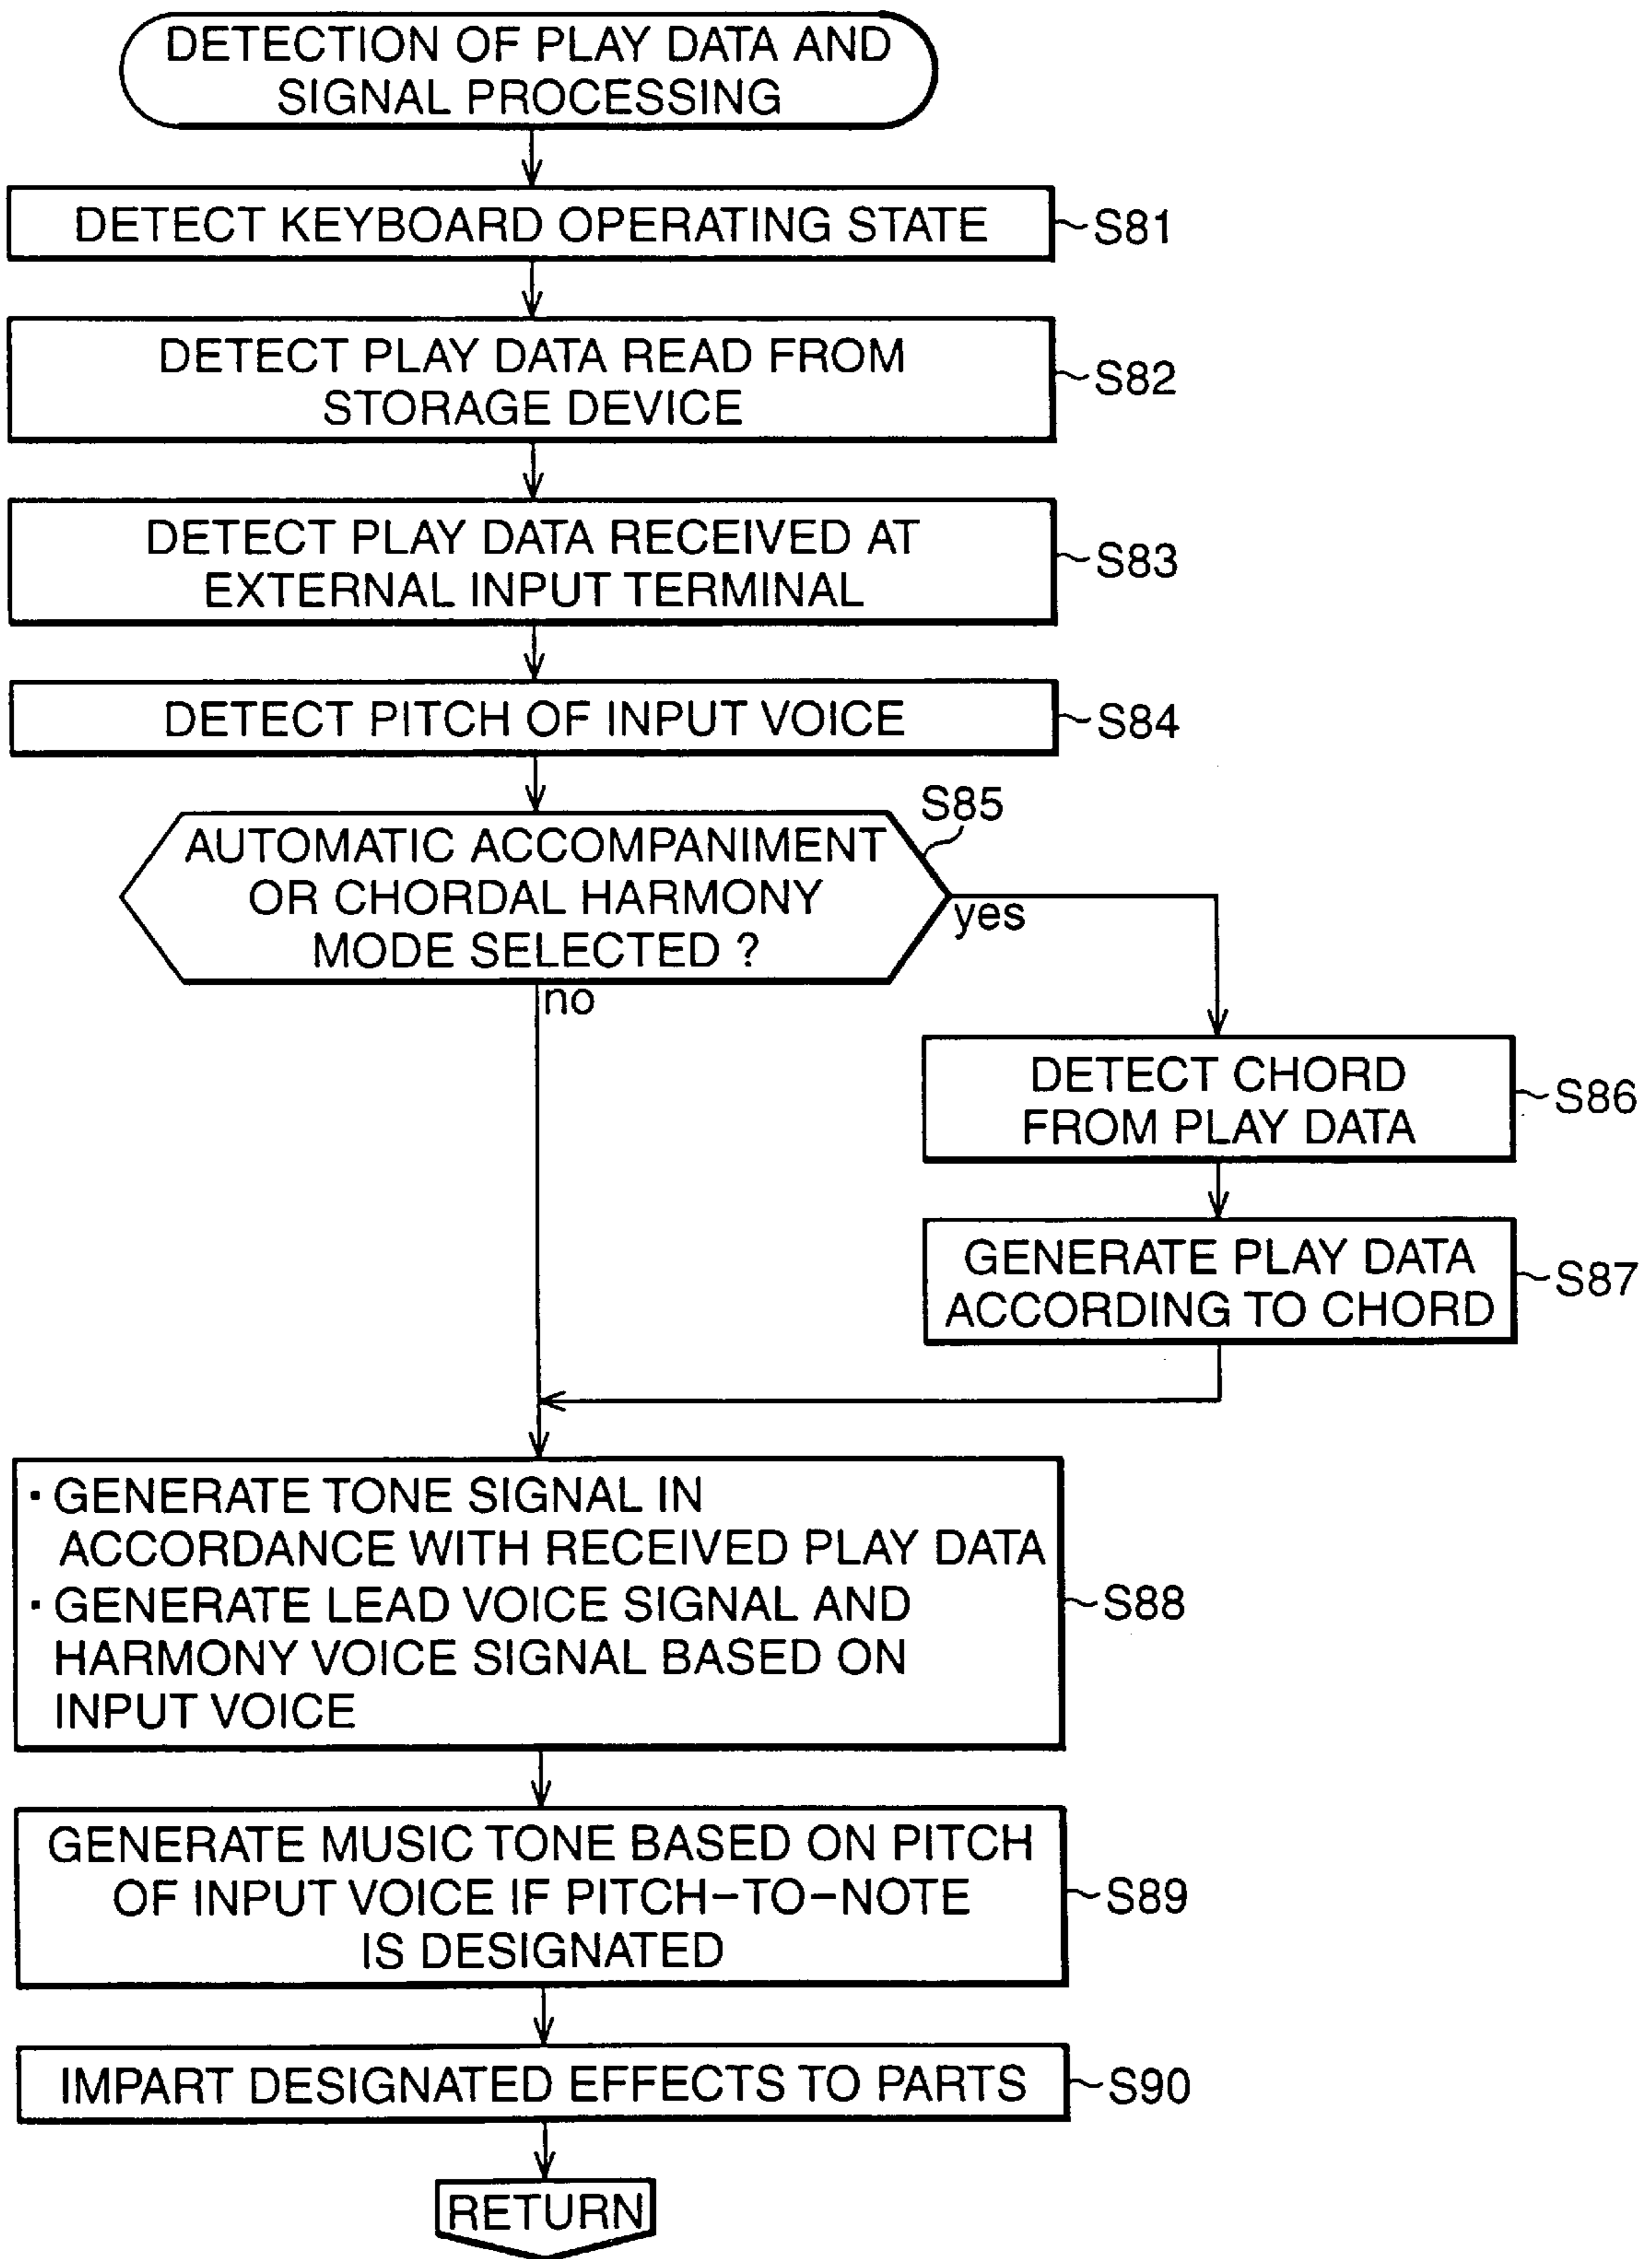 DETECTION OF PLAY DATA AND
SIGNAL PROCESSING
DETECT KEYBOARD OPERATING STATE
S81
DETECT PLAY DATA READ FROM
STORAGE DEVICE
S82
DETECT PLAY DATA RECEIVED AT
EXTERNAL INPUT TERMINAL
S83
DETECT PITCH OF INPUT VOICE
S84
S85
AUTOMATIC ACCOMPANIMENT
OR CHORDAL HARMONY
MODE SELECTED ?
yes
no
DETECT CHORD
FROM PLAY DATA
S86
GENERATE PLAY DATA
ACCORDING TO CHORD
S87
· GENERATE TONE SIGNAL IN
ACCORDANCE WITH RECEIVED PLAY DATA
· GENERATE LEAD VOICE SIGNAL AND
HARMONY VOICE SIGNAL BASED ON
INPUT VOICE
S88
GENERATE MUSIC TONE BASED ON PITCH
OF INPUT VOICE IF PITCH-TO-NOTE
IS DESIGNATED
S89
IMPART DESIGNATED EFFECTS TO PARTS
S90
RETURN